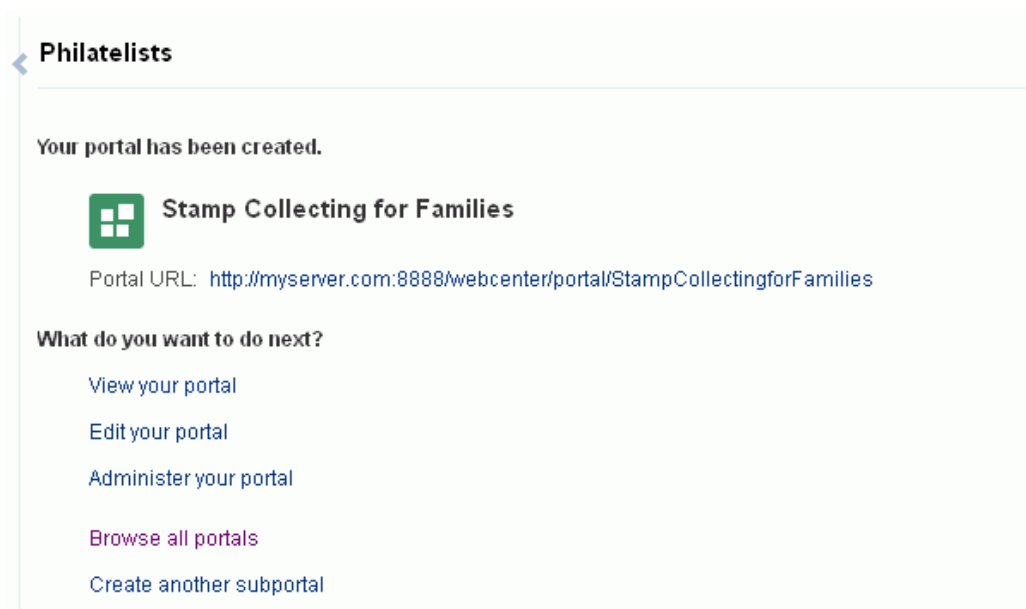 Philatelists
Your portal has been created.
Stamp Collecting for Families
Portal URL: http://myserver.com:8888/webcenter/portal/StampCollectingforFamilies
What do you want to do next?
View your portal
Edit your portal
Administer your portal
Browse all portals
Create another subportal